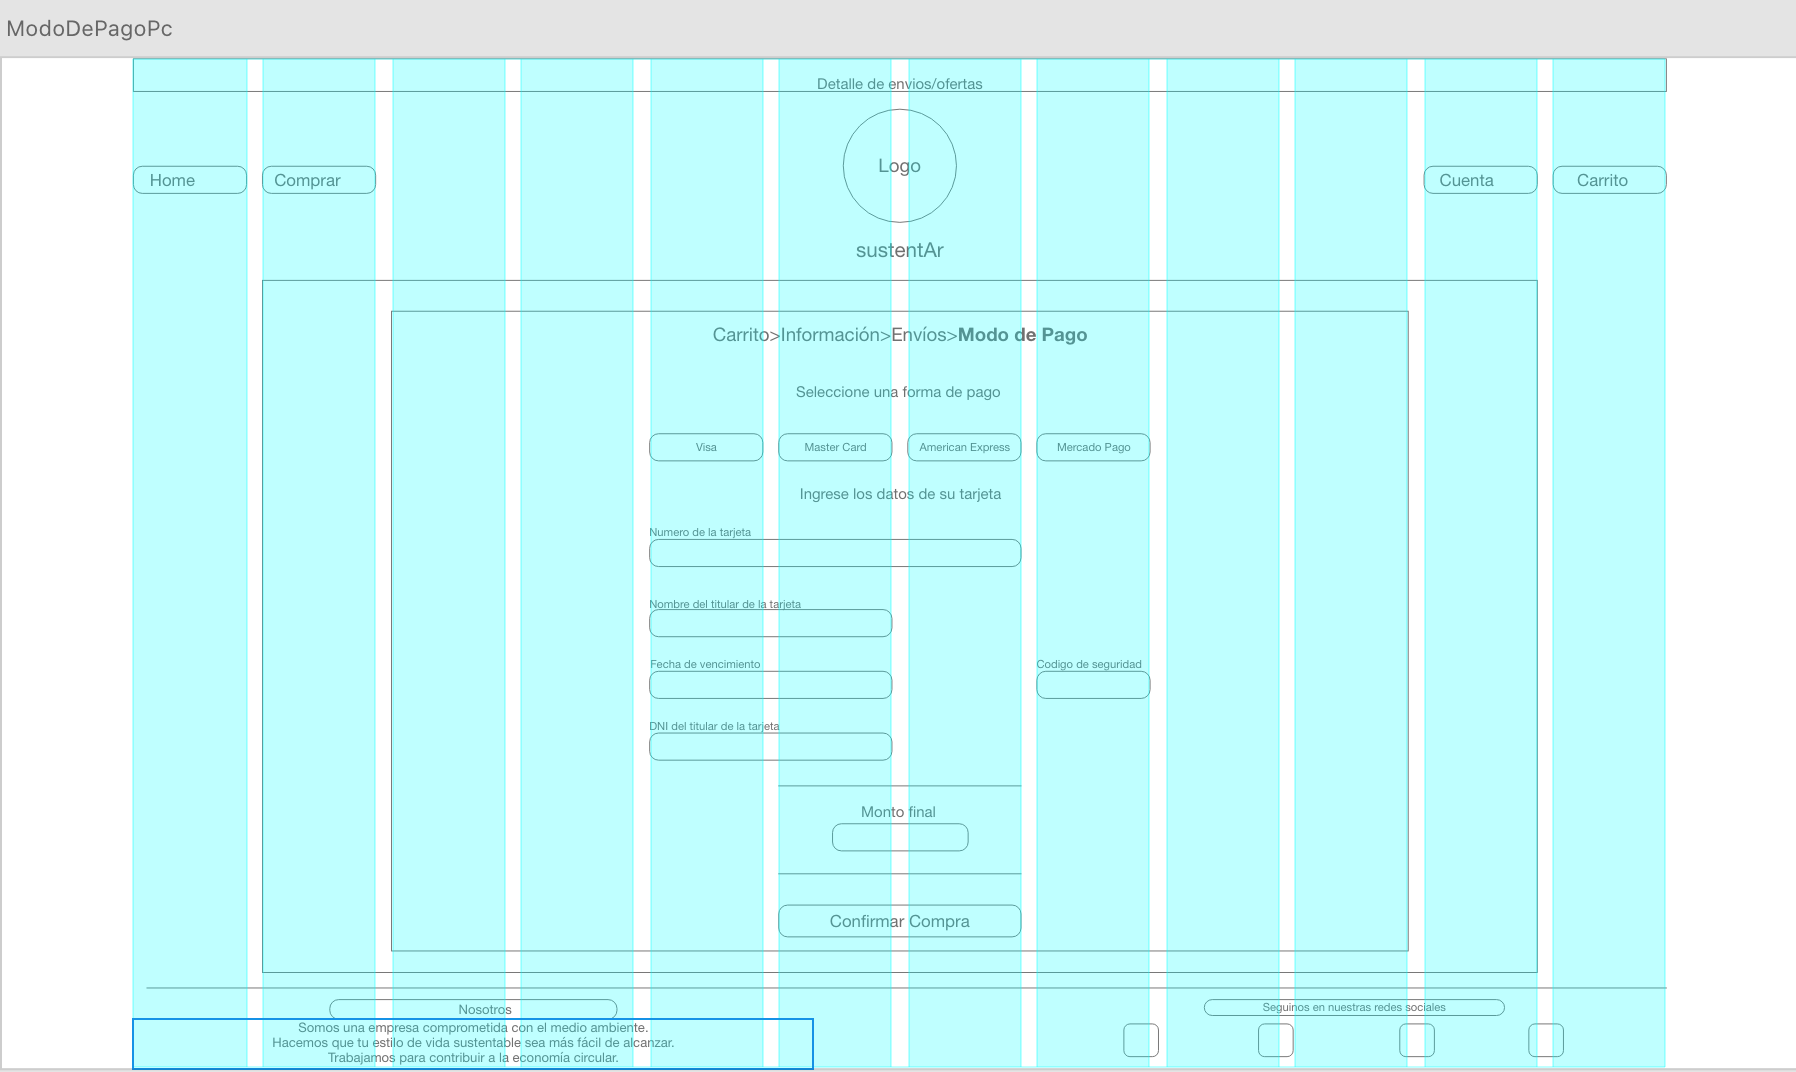 ModoDePagoPc
Detalle de envios/ofertas
Logo
Home
Comprar
Cuenta
Carrito
sustentAr
Carrito>Información>Envíos>Modo de Pago
Seleccione una forma de pago
Visa
Master Card
American Express
Mercado Pago
Ingrese los datos de su tarjeta
Numero de la tarjeta
Nombre del titular de la tarjeta
Fecha de vencimiento
Codigo de seguridad
DNI del titular de la tarjeta
Monto final
Confirmar Compra
Nosotros
Somos una empresa comprometida con el medio ambiente.
Hacemos que tu estilo de vida sustentable sea más fácil de alcanzar.
Trabajamos para contribuir a la economía circular.
Seguinos en nuestras redes sociales